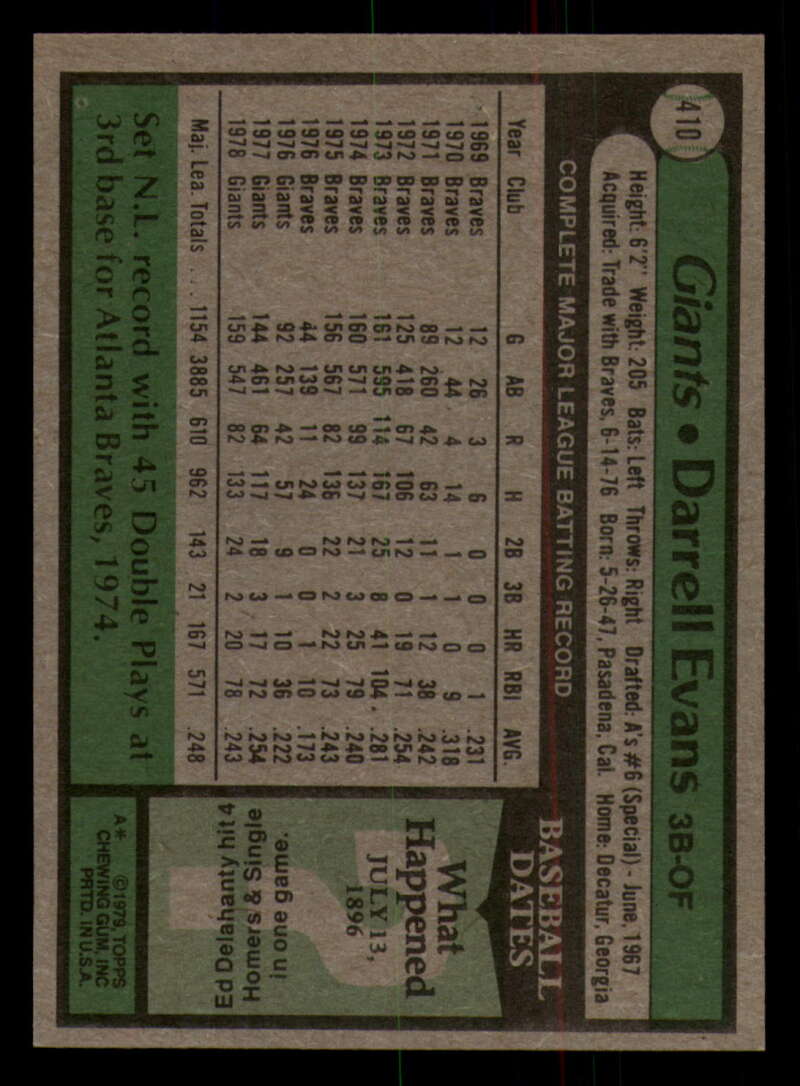 410
Giants • Darrell Evans 3B-OF
Height: 6'2" Weight: 205 Bats: Left Throws: Right Drafted: A's #6 (Special) - June, 1967
Acquired: Trade with Braves, 6-14-76 Born: 5-26-47, Pasadena, Cal. Home: Decatur, Georgia
COMPLETE MAJOR LEAGUE BATTING RECORD
Year Club G AB R H 2B 3B HR RBI AVG.
1969 Braves 12 26 3 6 0 0 0 1 .231
1970 Braves 12 44 4 14 1 1 0 9 .318
1971 Braves 89 260 42 63 11 1 12 38 .242
1972 Braves 125 418 67 106 12 0 19 71 .254
1973 Braves 161 595 114 167 25 8 41 104 .281
1974 Braves 160 571 99 137 21 3 25 79 .240
1975 Braves 156 567 82 136 22 2 22 73 .243
1976 Braves 44 139 11 24 0 0 1 10 .173
1976 Giants 92 257 42 57 9 1 10 36 .222
1977 Giants 144 461 64 117 18 3 17 72 .254
1978 Giants 159 547 82 133 24 2 20 78 .243
Maj. Lea. Totals . . . 1154 3885 610 962 143 21 167 571 .248
Set N.L. record with 45 Double Plays at
3rd base for Atlanta Braves, 1974.
BASEBALL
DATES
What
Happened
JULY 13,
1896
Ed Delahanty hit 4
Homers & Single
in one game.
A* ©1979, TOPPS
CHEWING GUM, INC
PRTD. IN U.S.A.